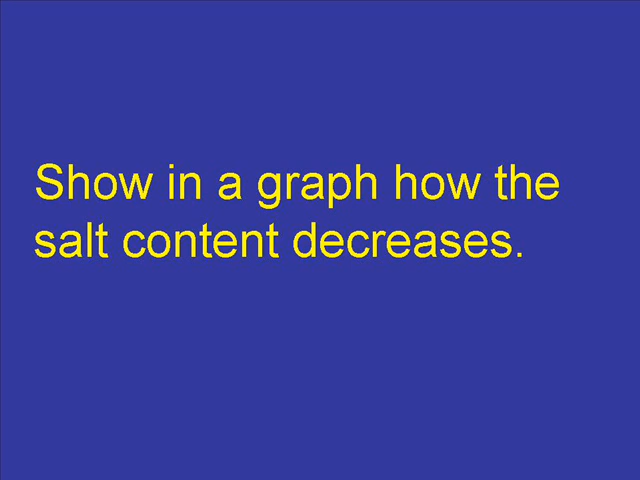 Show in a graph how the
salt content decreases.